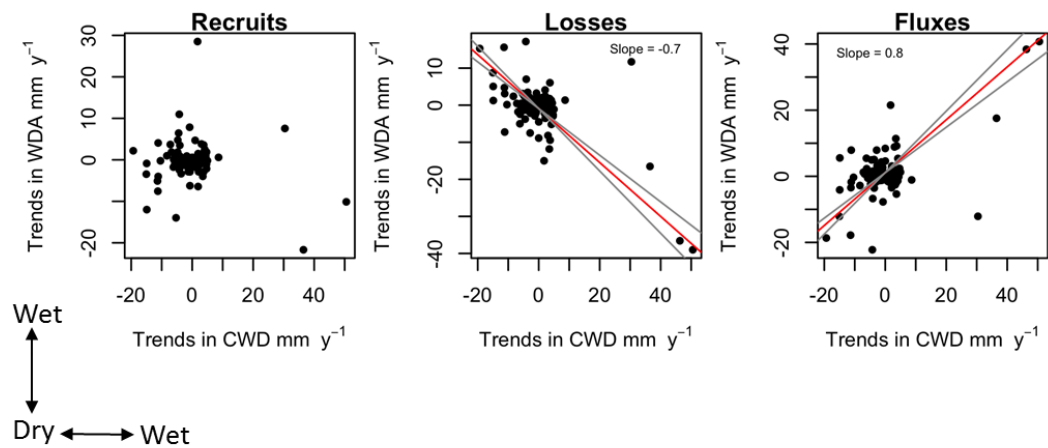 Recruits
Trends in WDA mm y⁻¹
-20 0 10 20 30
-20 0 20 40
Trends in CWD mm y⁻¹
Losses
Slope = -0.7
Trends in WDA mm y⁻¹
-40 -20 0 10
-20 0 20 40
Trends in CWD mm y⁻¹
Fluxes
Slope = 0.8
Trends in WDA mm y⁻¹
-20 0 20 40
-20 0 20 40
Trends in CWD mm y⁻¹
Wet
Dry Wet